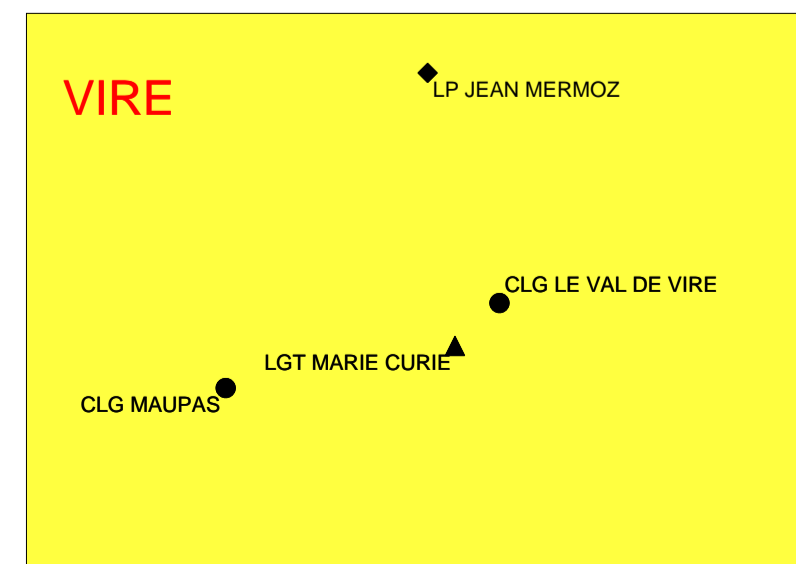 VIRE
LP JEAN MERMOZ
CLG LE VAL DE VIRE
LGT MARIE CURIE
CLG MAUPAS